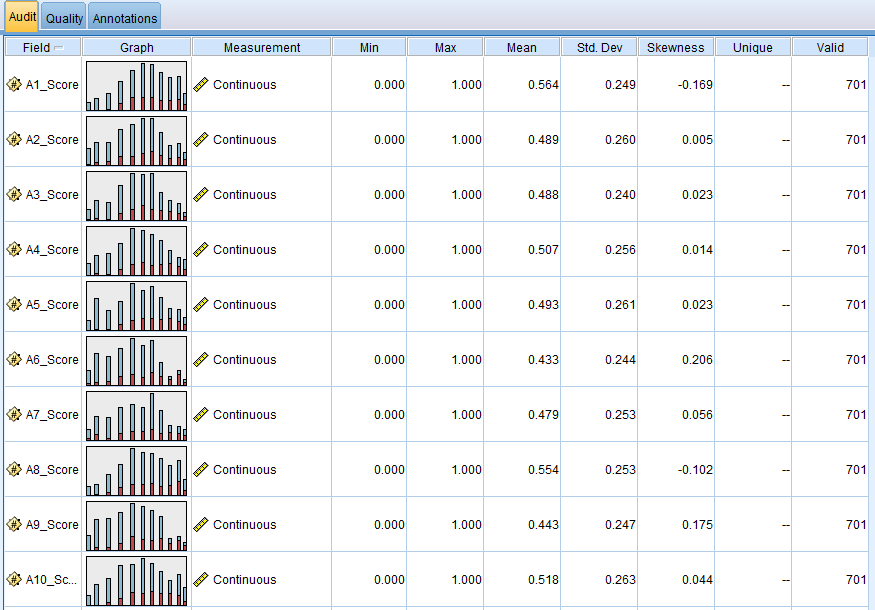 Audit Quality Annotations
Field Graph Measurement Min Max Mean Std. Dev Skewness Unique Valid
A1_Score Continuous 0.000 1.000 0.564 0.249 -0.169 -- 701
A2_Score Continuous 0.000 1.000 0.489 0.260 0.005 -- 701
A3_Score Continuous 0.000 1.000 0.488 0.240 0.023 -- 701
A4_Score Continuous 0.000 1.000 0.507 0.256 0.014 -- 701
A5_Score Continuous 0.000 1.000 0.493 0.261 0.023 -- 701
A6_Score Continuous 0.000 1.000 0.433 0.244 0.206 -- 701
A7_Score Continuous 0.000 1.000 0.479 0.253 0.056 -- 701
A8_Score Continuous 0.000 1.000 0.554 0.253 -0.102 -- 701
A9_Score Continuous 0.000 1.000 0.443 0.247 0.175 -- 701
A10_Sc... Continuous 0.000 1.000 0.518 0.263 0.044 -- 701